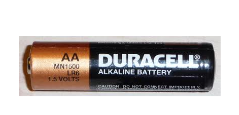 AA
MN1500
LR6
1.5 VOLTS
DURACELL
ALKALINE BATTERY